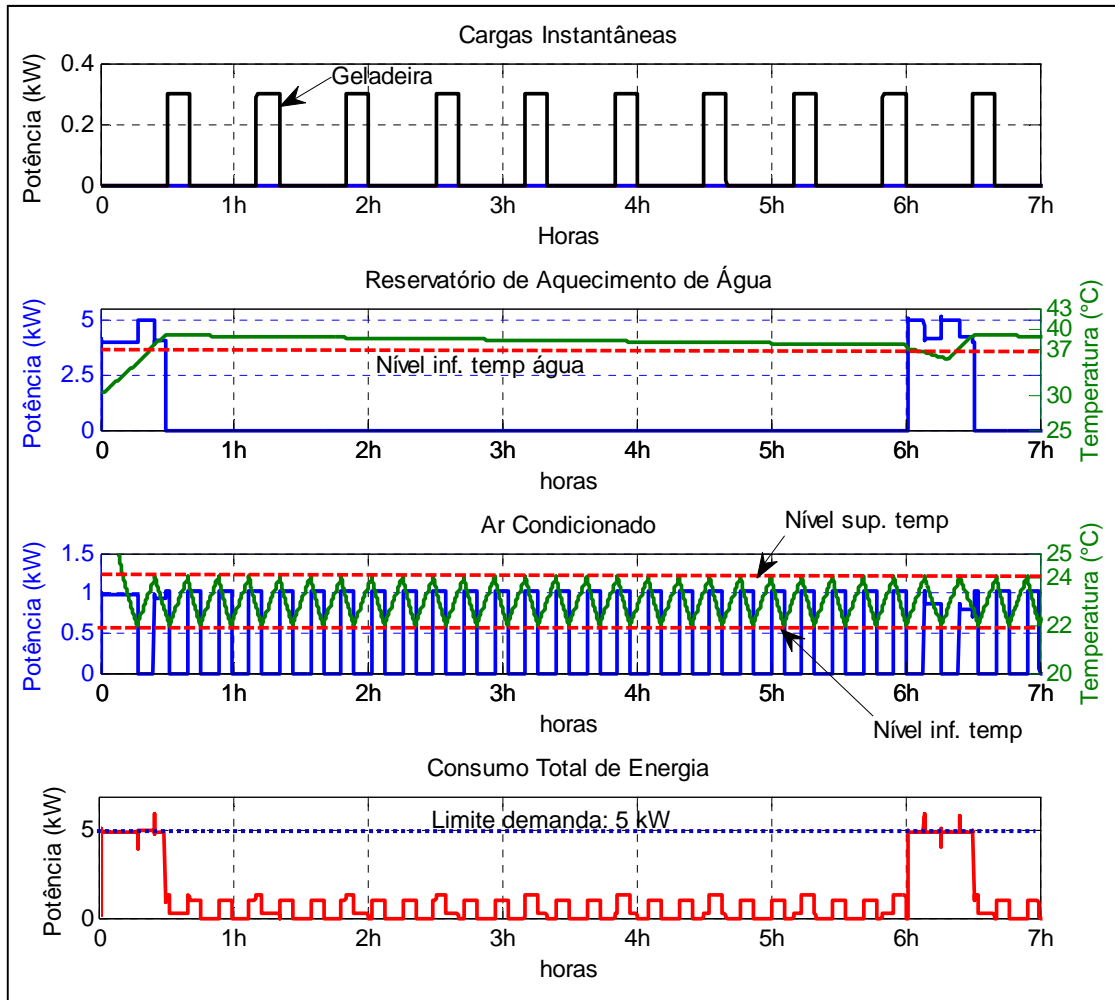 Cargas Instantâneas
Potência (kW)
0.4
0.2
0
Geladeira
0 1h 2h 3h 4h 5h 6h 7h
Horas
Reservatório de Aquecimento de Água
Potência (kW)
5
2.5
0
Nível inf. temp água
43
40
37
30
25
Temperatura (°C)
0 1h 2h 3h 4h 5h 6h 7h
horas
Ar Condicionado
Nível sup. temp
Potência (kW)
1.5
1
0.5
0
25
24
22
20
Temperatura (°C)
0 1h 2h 3h 4h 5h 6h 7h
horas
Nível inf. temp
Consumo Total de Energia
Potência (kW)
5
0
Limite demanda: 5 kW
0 1h 2h 3h 4h 5h 6h 7h
horas